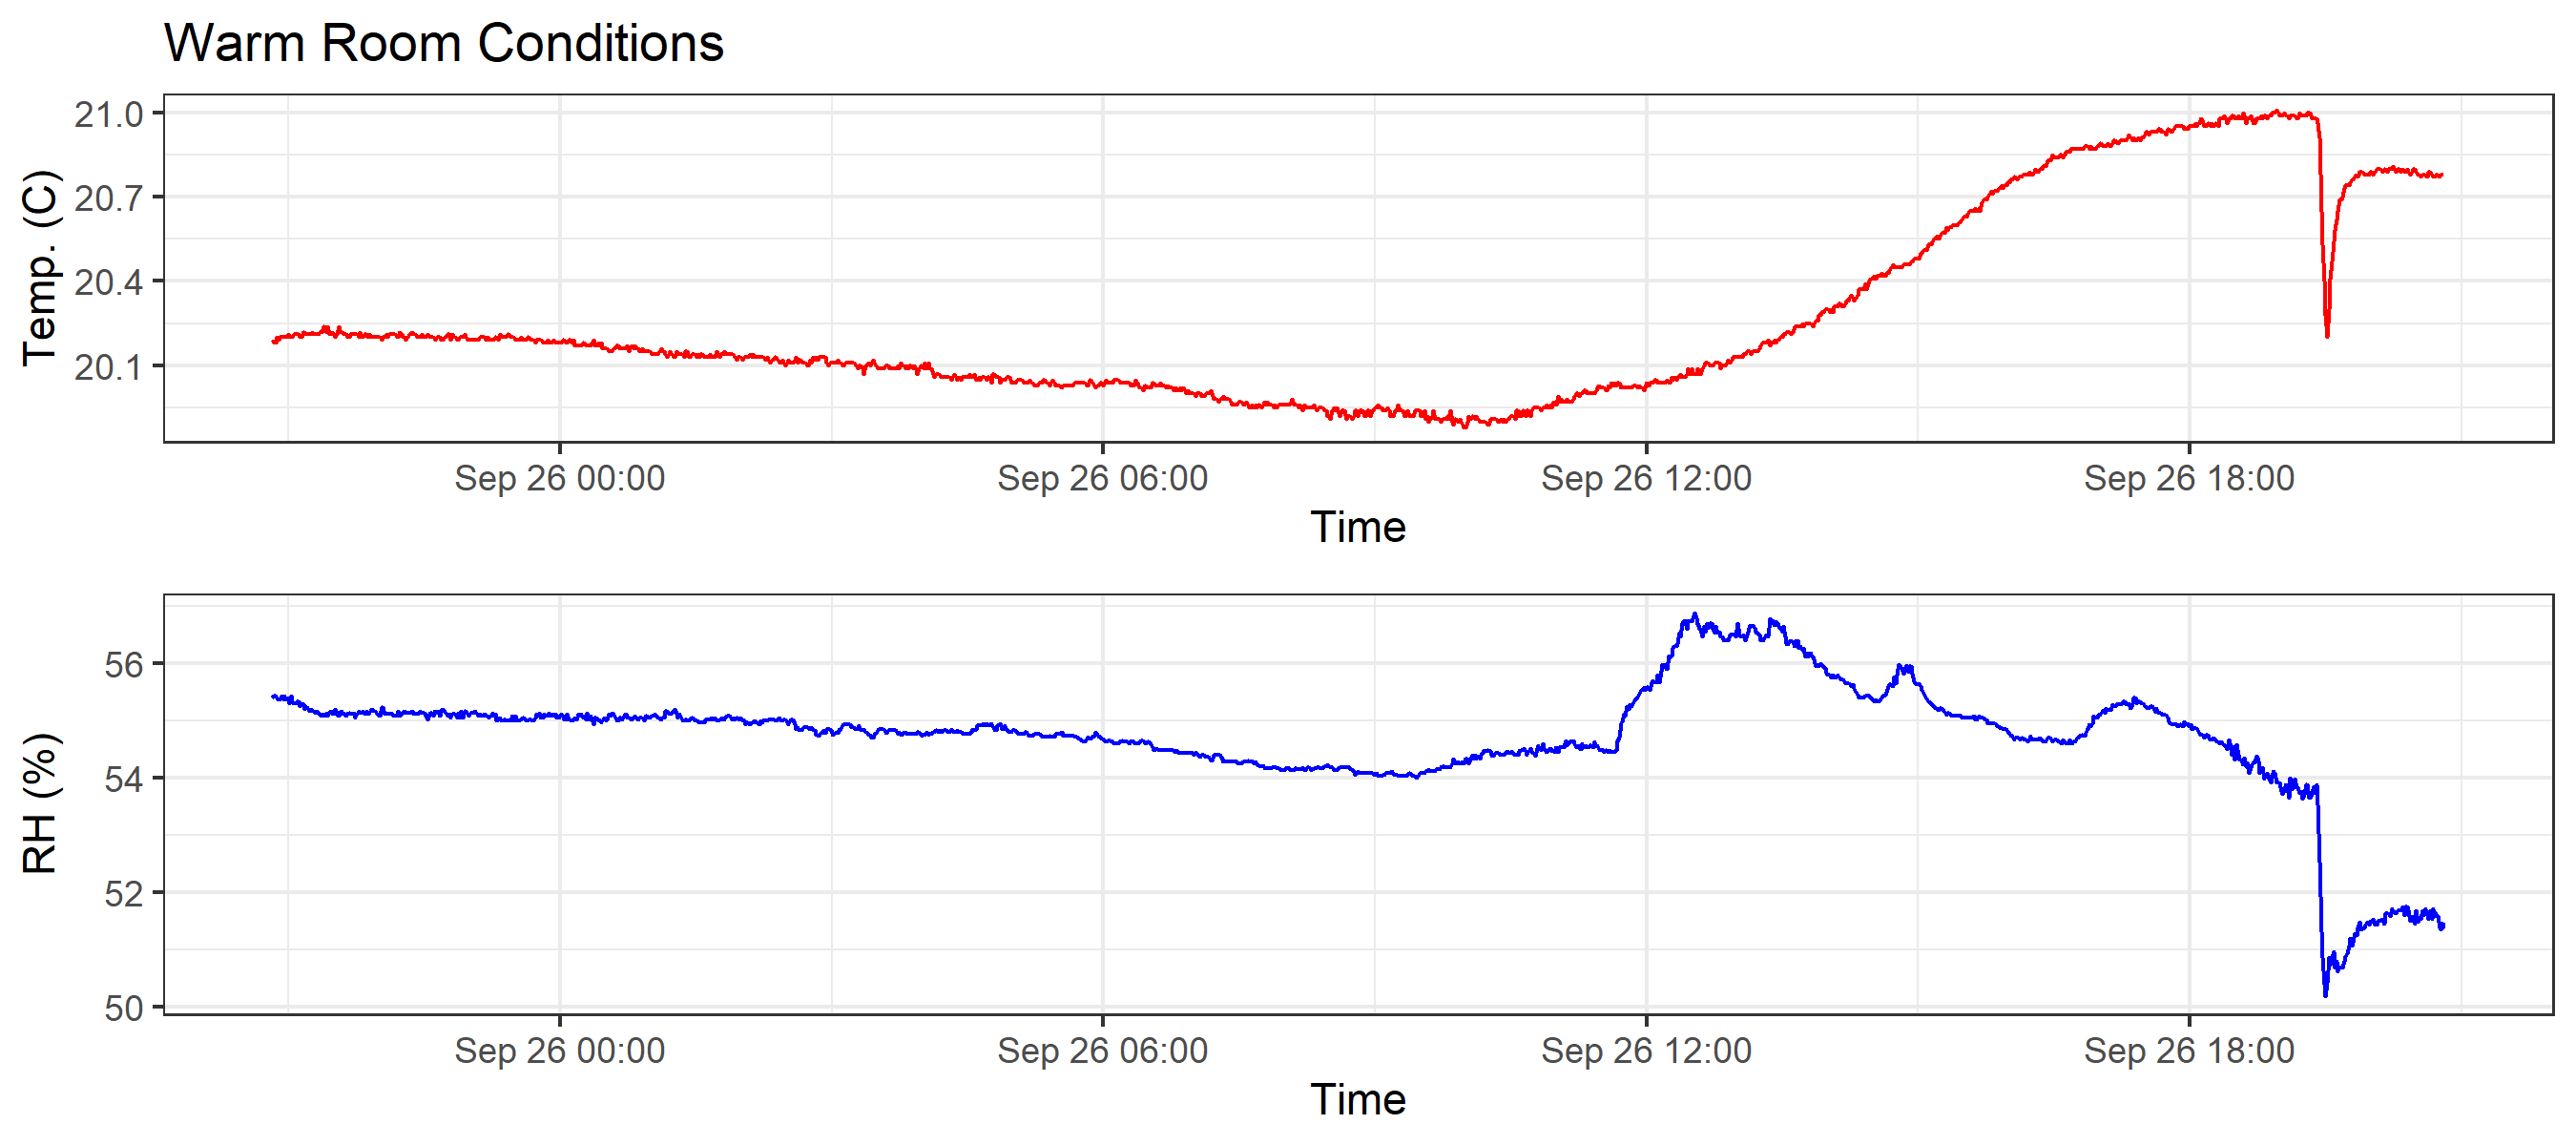 Warm Room Conditions
21.0
20.7
20.4
20.1
Temp. (C)
Sep 26 00:00 Sep 26 06:00 Sep 26 12:00 Sep 26 18:00
Time
56
54
52
50
RH (%)
Sep 26 00:00 Sep 26 06:00 Sep 26 12:00 Sep 26 18:00
Time